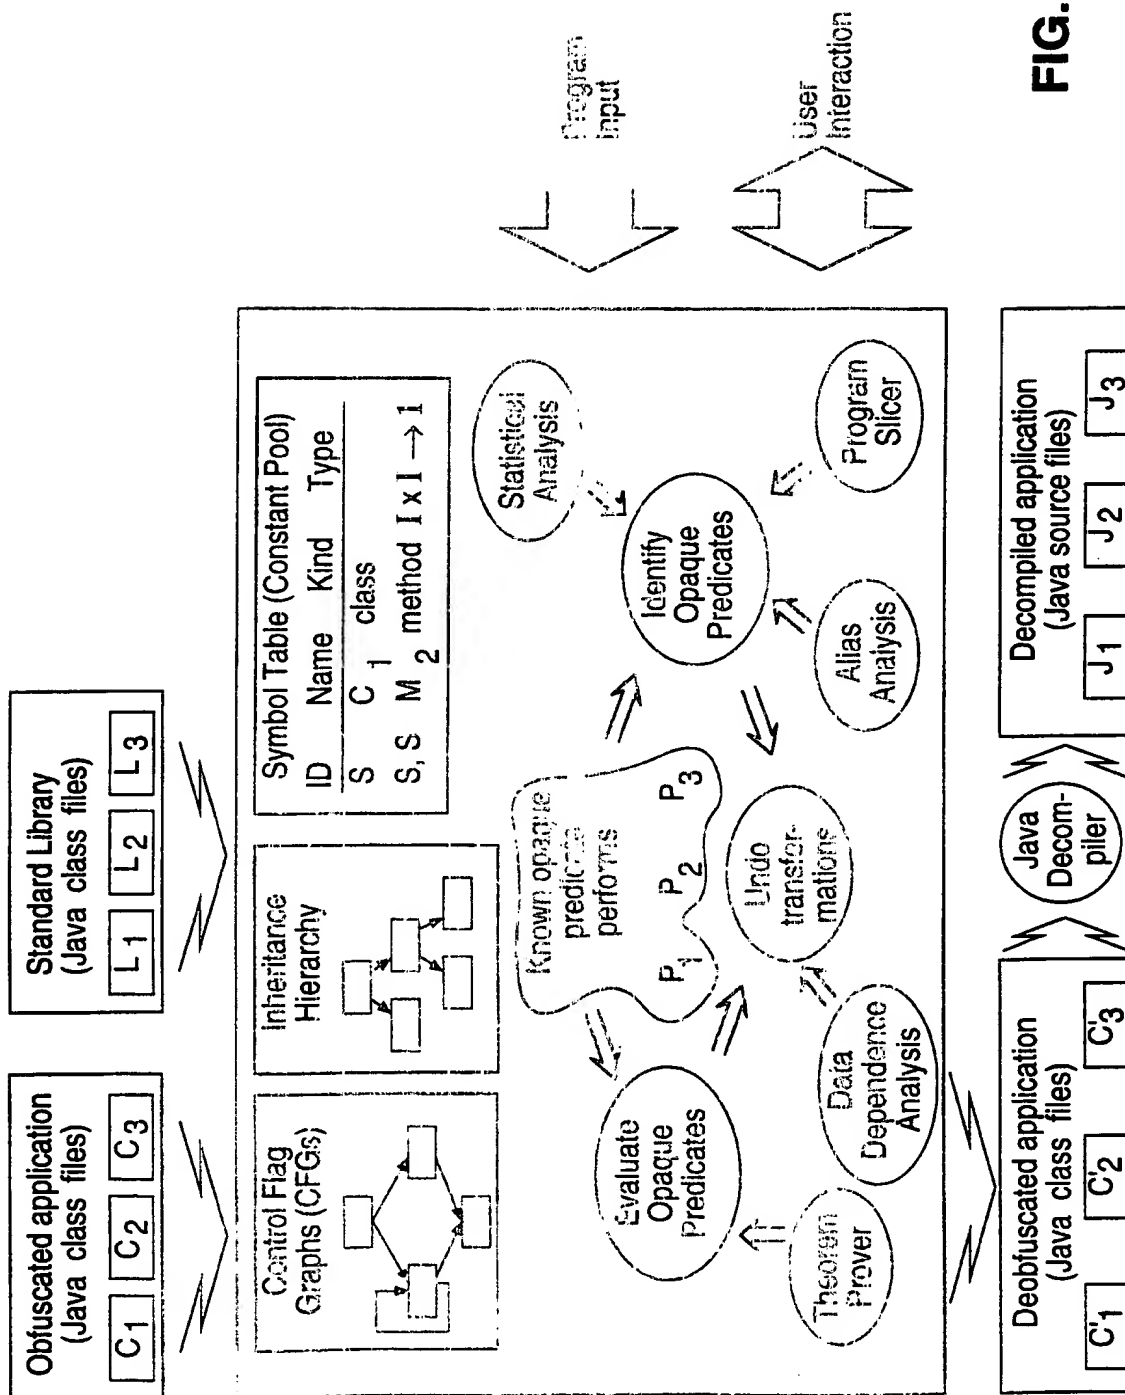 Obfuscated application
(Java class files)
C1 C2 C3
Standard Library
(Java class files)
L1 L2 L3
Control Flag
Graphs (CFGs)
Inheritance
Hierarchy
Symbol Table (Constant Pool)
ID Name Kind Type
S C1 class
S, S M2 method I x I → 1
Statistical
Analysis
Known opaque
predicate
performs
P1 P2 P3
Identify
Opaque
Predicates
Evaluate
Opaque
Predicates
Undo
transfor-
mations
Program
Slicer
Alias
Analysis
Data
Dependence
Analysis
Theorem
Prover
Program
Input
User
Interaction
Deobfuscated application
(Java class files)
C'1 C'2 C'3
Java
Decom-
piler
Decompiled application
(Java source files)
J1 J2 J3
FIG.